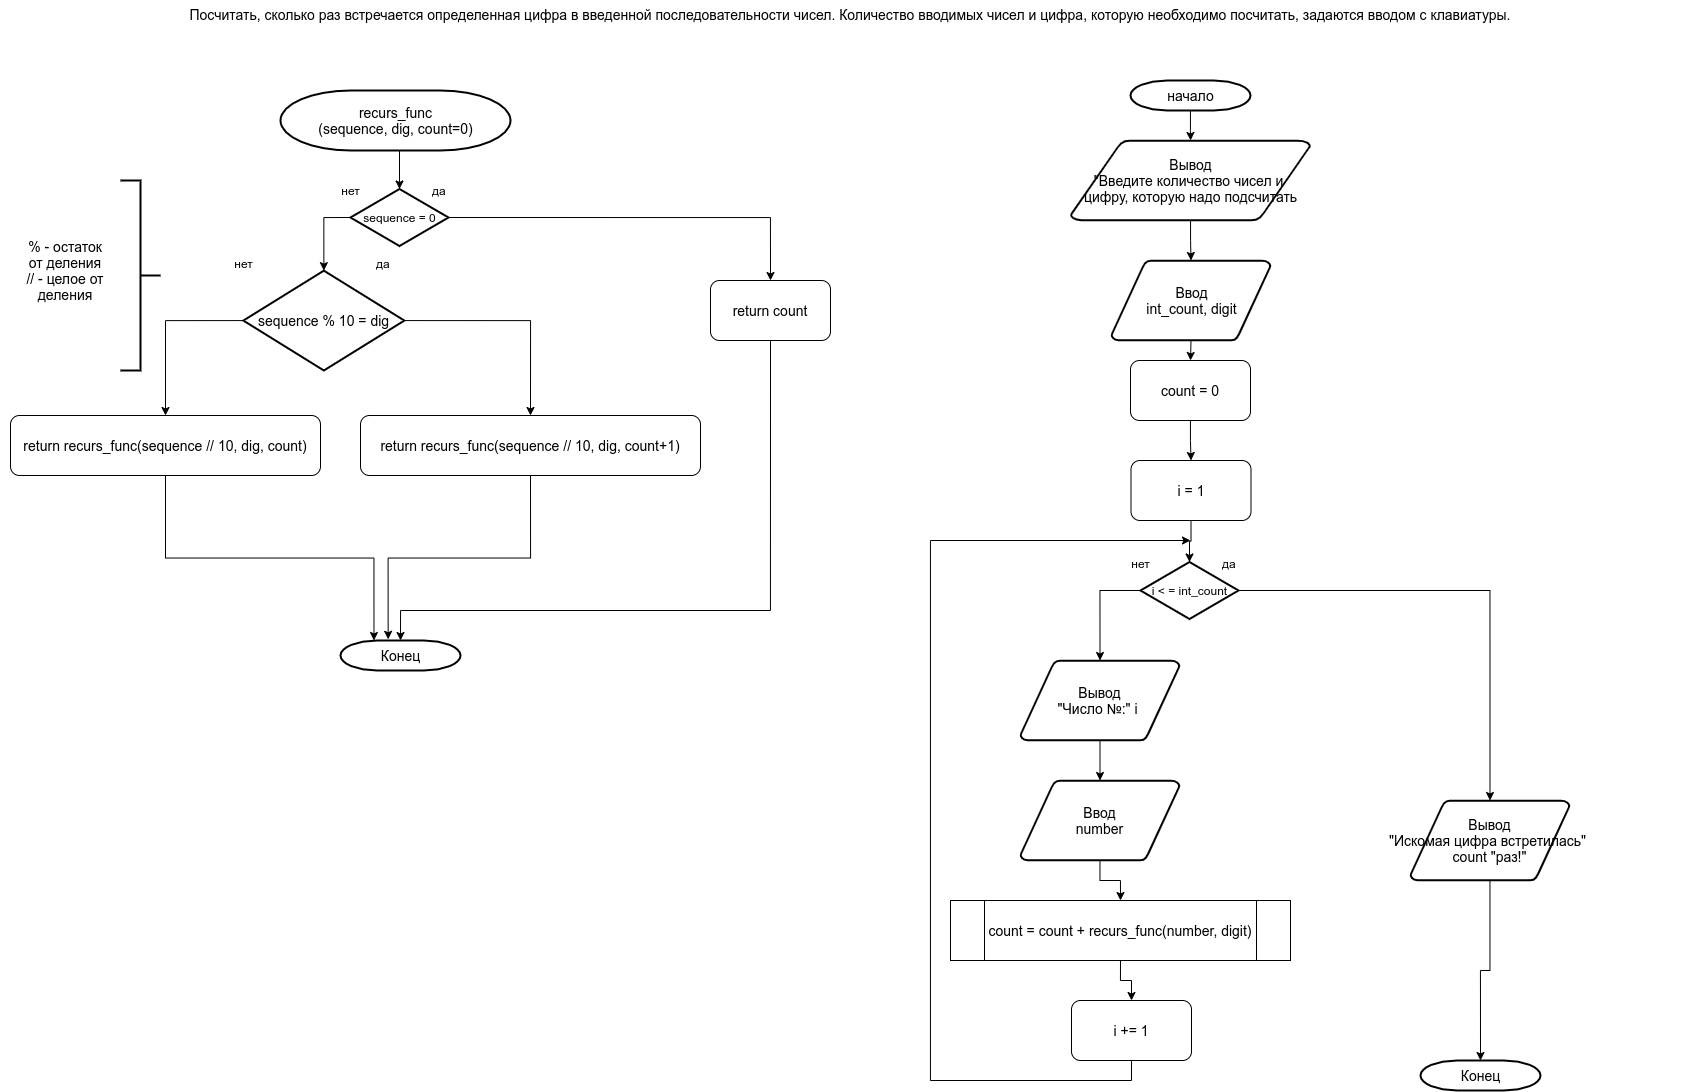 Посчитать, сколько раз встречается определенная цифра в введенной последовательности чисел. Количество вводимых чисел и цифра, которую необходимо посчитать, задаются вводом с клавиатуры.
recurs_func
(sequence, dig, count=0)
нет
да
sequence = 0
% - остаток
от деления
// - целое от
деления
нет
да
sequence % 10 = dig
return count
return recurs_func(sequence // 10, dig, count)
return recurs_func(sequence // 10, dig, count+1)
Конец
начало
Вывод
"Введите количество чисел и
цифру, которую надо подсчитать
Ввод
int_count, digit
count = 0
i = 1
нет
да
i < = int_count
Вывод
"Число №:" i
Ввод
number
count = count + recurs_func(number, digit)
i += 1
Вывод
"Искомая цифра встретилась"
count "раз!"
Конец